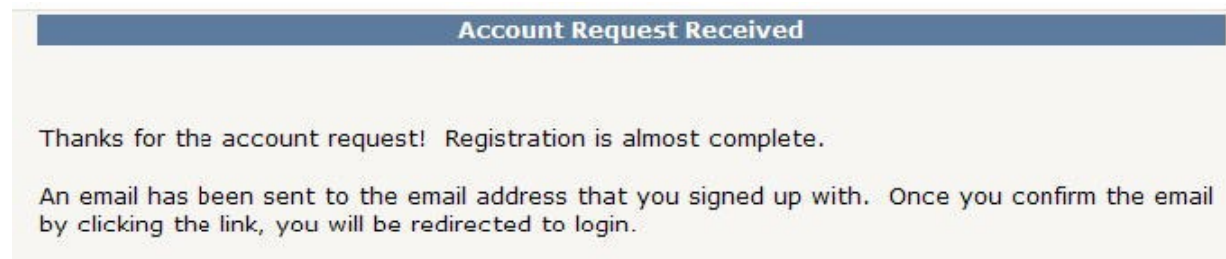 Account Request Received
Thanks for the account request!  Registration is almost complete.
An email has been sent to the email address that you signed up with.  Once you confirm the email
by clicking the link, you will be redirected to login.